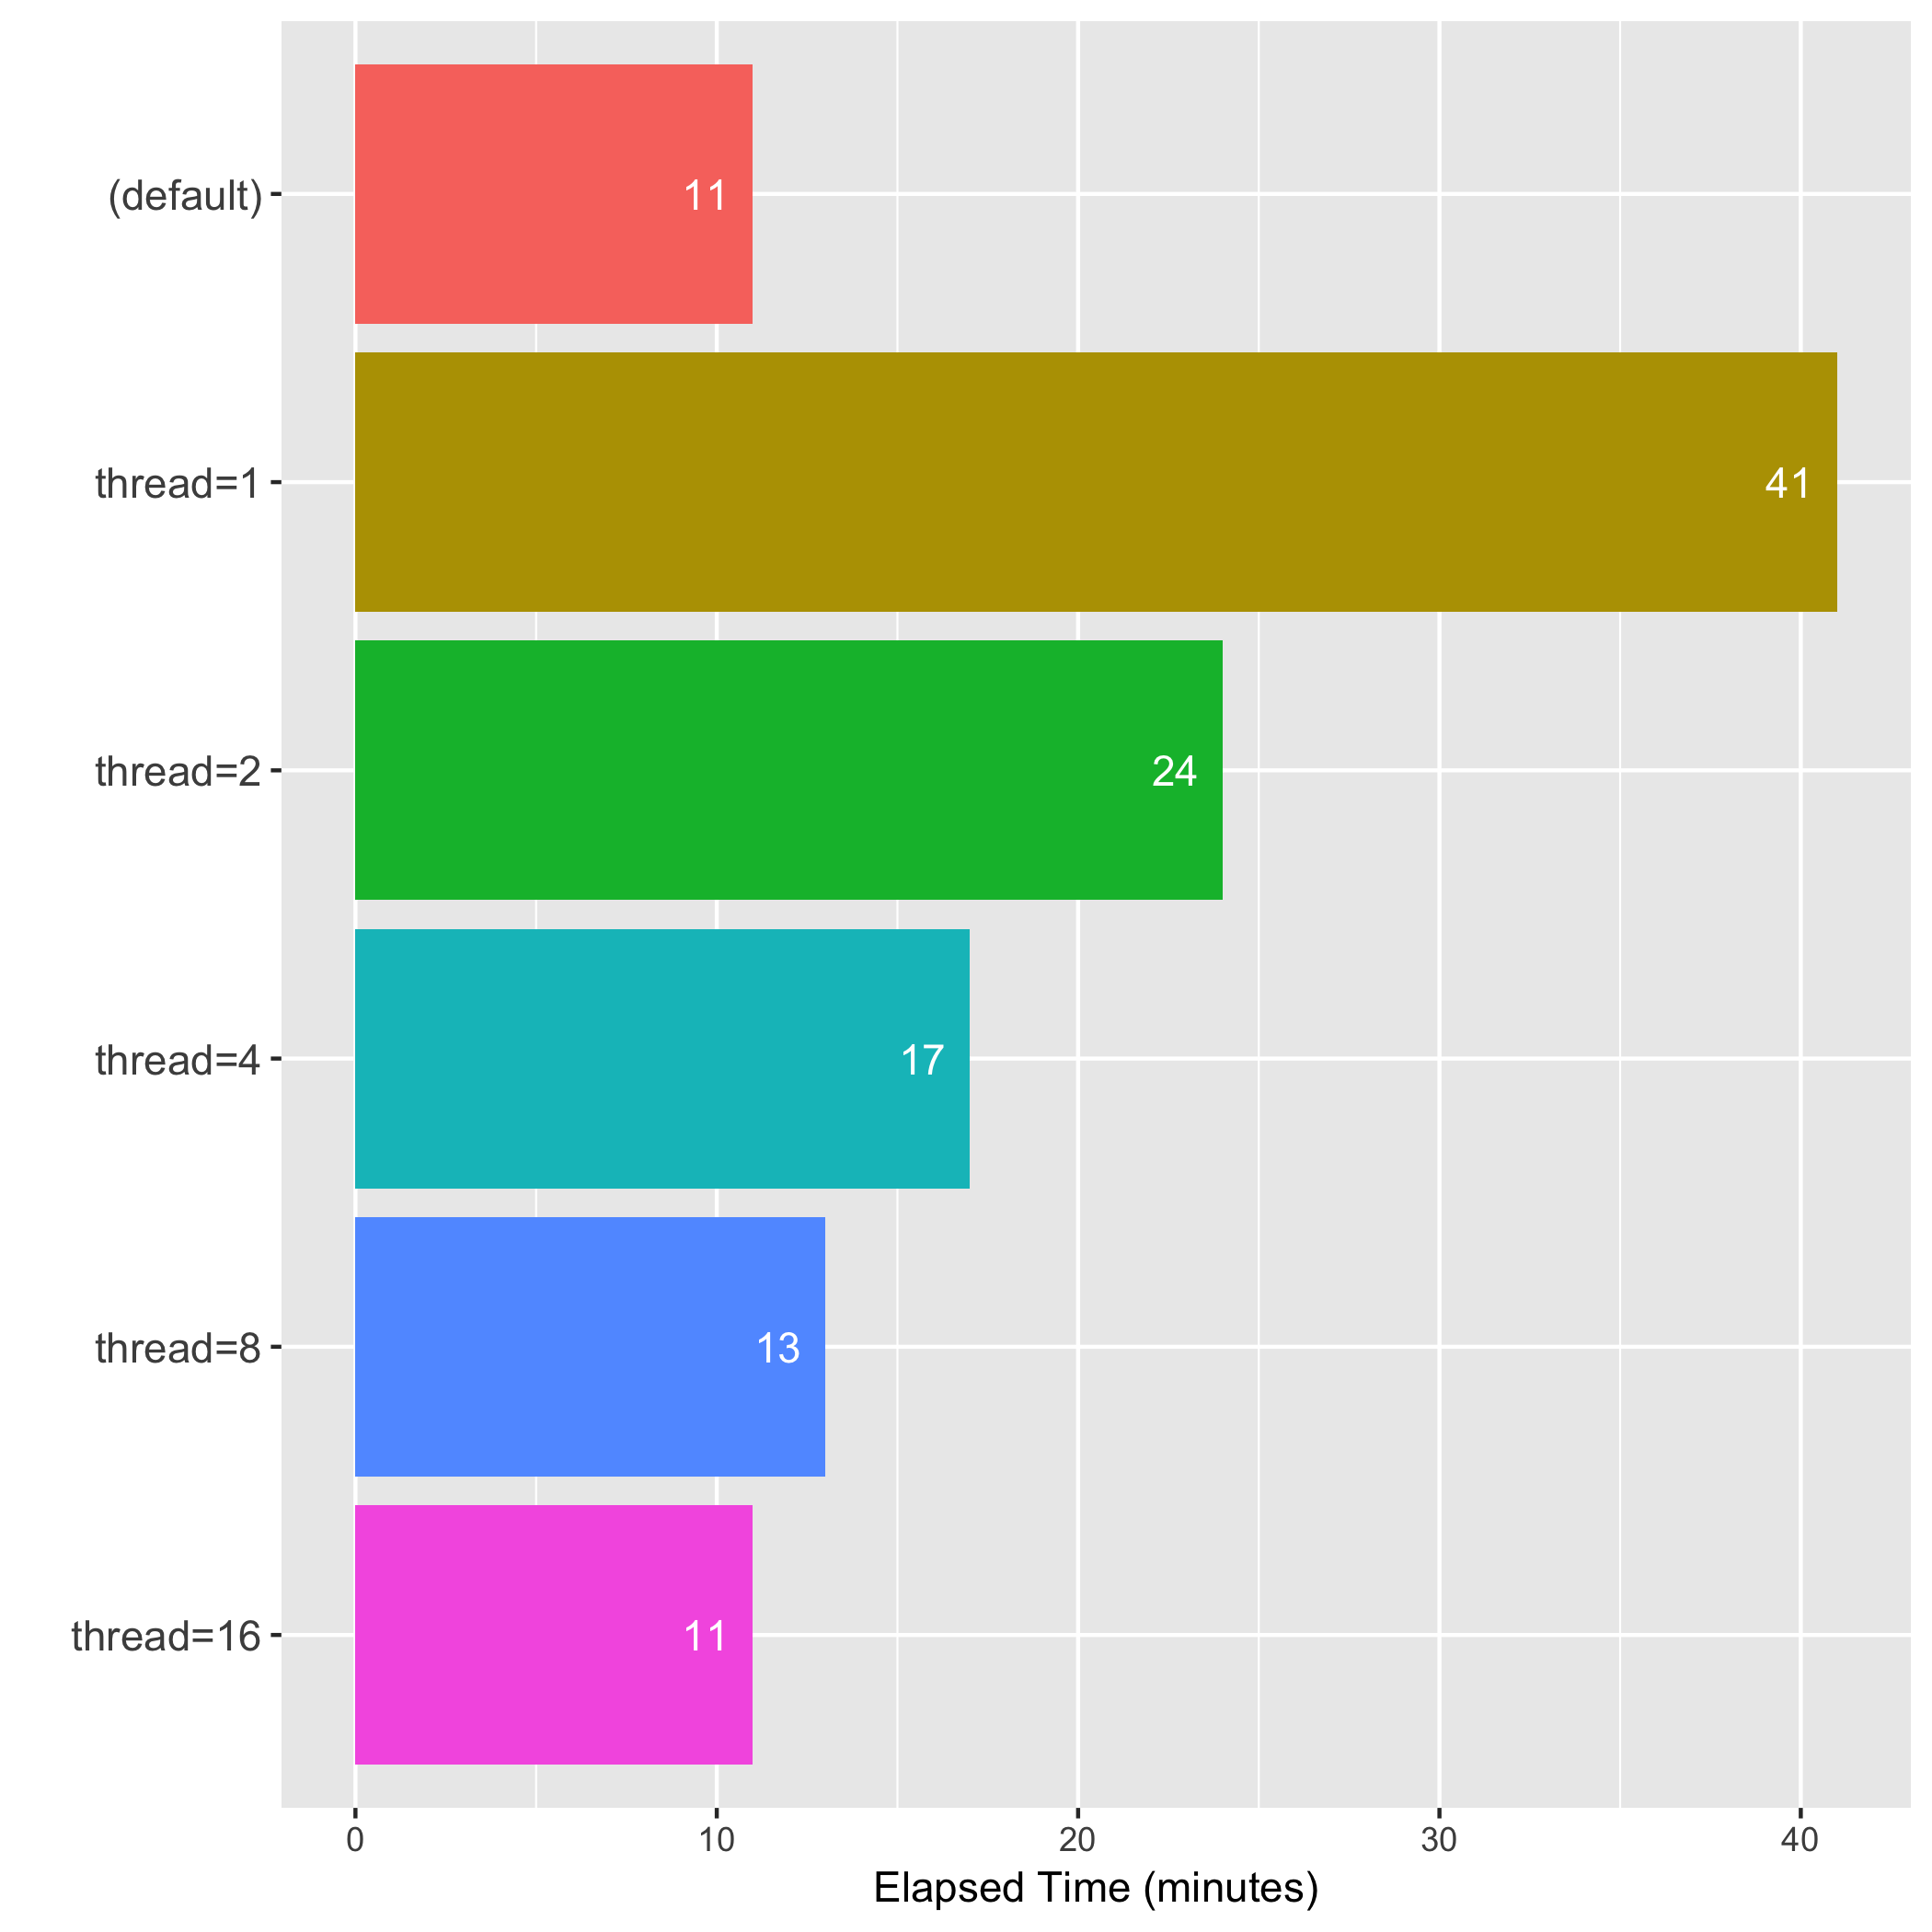 (default)
11
thread=1
41
thread=2
24
thread=4
17
thread=8
13
thread=16
11
0 10 20 30 40
Elapsed Time (minutes)